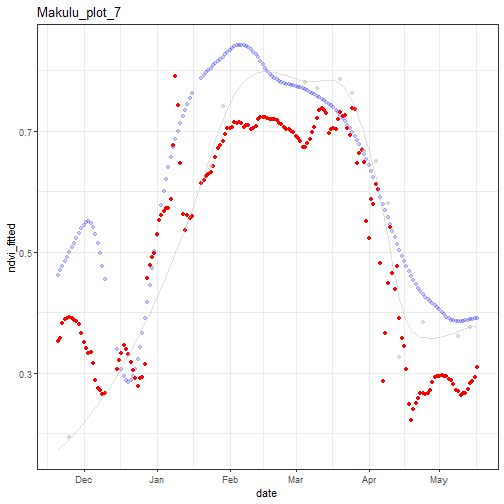 Makulu_plot_7
ndvi_fitted
0.7
0.5
0.3
Dec Jan Feb Mar Apr May
date